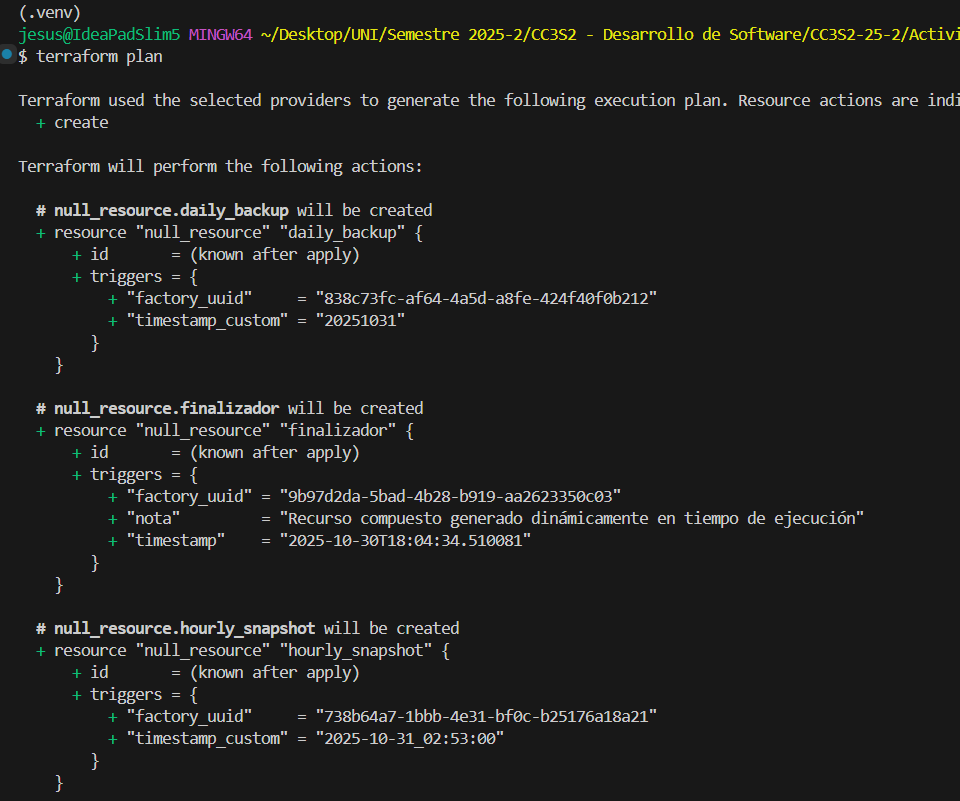 (.venv)
jesus@IdeaPadSlim5 MINGW64 ~/Desktop/UNI/Semestre 2025-2/CC3S2 - Desarrollo de Software/CC3S2-25-2/Activi
$ terraform plan
Terraform used the selected providers to generate the following execution plan. Resource actions are indi
+ create
Terraform will perform the following actions:
# null_resource.daily_backup will be created
+ resource "null_resource" "daily_backup" {
+ id       = (known after apply)
+ triggers = {
+ "factory_uuid"     = "838c73fc-af64-4a5d-a8fe-424f40f0b212"
+ "timestamp_custom" = "20251031"
}
}
# null_resource.finalizador will be created
+ resource "null_resource" "finalizador" {
+ id       = (known after apply)
+ triggers = {
+ "factory_uuid" = "9b97d2da-5bad-4b28-b919-aa2623350c03"
+ "nota"         = "Recurso compuesto generado dinámicamente en tiempo de ejecución"
+ "timestamp"    = "2025-10-30T18:04:34.510081"
}
}
# null_resource.hourly_snapshot will be created
+ resource "null_resource" "hourly_snapshot" {
+ id       = (known after apply)
+ triggers = {
+ "factory_uuid"     = "738b64a7-1bbb-4e31-bf0c-b25176a18a21"
+ "timestamp_custom" = "2025-10-31_02:53:00"
}
}